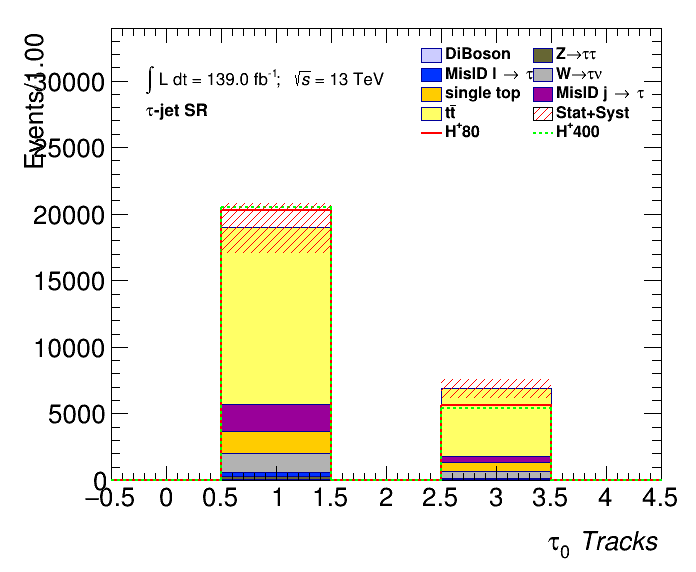 Events/1.00
∫ L dt = 139.0 fb⁻¹; √s = 13 TeV
τ-jet SR
DiBoson Z→ττ
MisID l → τ W→τν
single top MisID j → τ
tt̄ Stat+Syst
H⁺80 H⁺400
30000
25000
20000
15000
10000
5000
0
−0.5 0 0.5 1 1.5 2 2.5 3 3.5 4 4.5
τ₀ Tracks